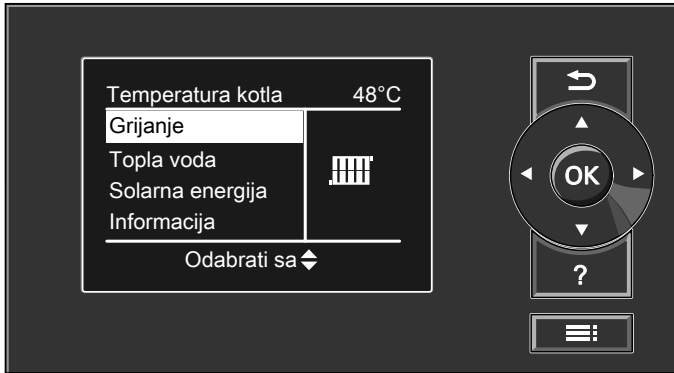 Temperatura kotla 48°C
Grijanje
Topla voda
Solarna energija
Informacija
Odabrati sa
OK
?